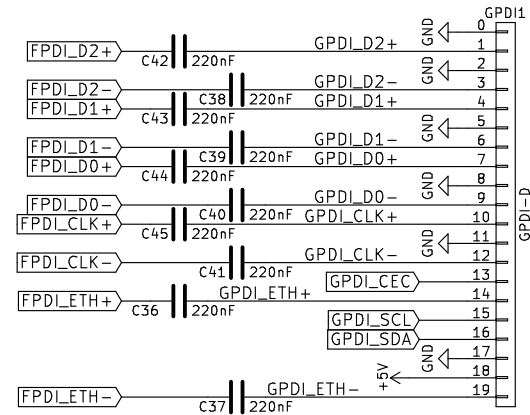 GPDI1
GND 0
FPDI_D2+ C42 220nF GPDI_D2+ 1
GND 2
FPDI_D2- C38 220nF GPDI_D2- 3
FPDI_D1+ C43 220nF GPDI_D1+ 4
GND 5
FPDI_D1- C39 220nF GPDI_D1- 6
FPDI_D0+ C44 220nF GPDI_D0+ 7
GND 8
FPDI_D0- C40 220nF GPDI_D0- 9
FPDI_CLK+ C45 220nF GPDI_CLK+ 10
GND 11
FPDI_CLK- C41 220nF GPDI_CLK- 12
GPDI_CEC 13
FPDI_ETH+ C36 220nF GPDI_ETH+ 14
GPDI_SCL 15
GPDI_SDA 16
GND 17
+5V 18
FPDI_ETH- C37 220nF GPDI_ETH- 19
GPDI-D